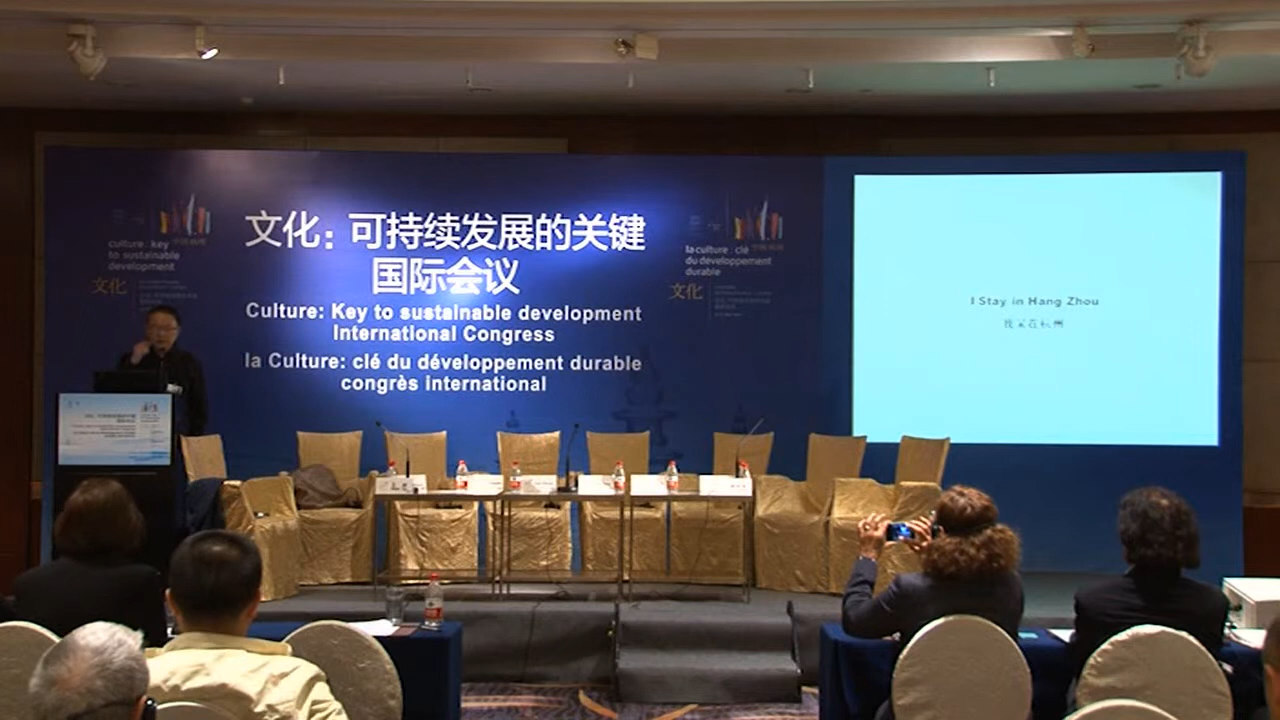 文化：可持续发展的关键
国际会议
Culture: Key to sustainable development
International Congress
la Culture: clé du développement durable
congrès international
culture: key
to sustainable
development
文化
la culture : clé
du développement
durable
文化
I Stay in Hang Zhou
我呆在杭州